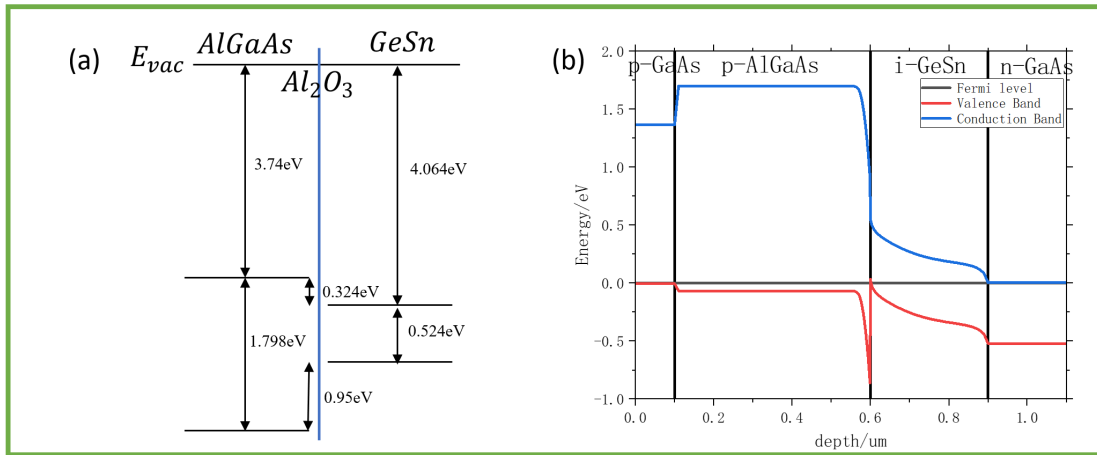 (a)
AlGaAs
GeSn
E_vac
Al₂O₃
3.74eV
4.064eV
0.324eV
0.524eV
1.798eV
0.95eV
(b)
p-GaAs
p-AlGaAs
i-GeSn
n-GaAs
Fermi level
Valence Band
Conduction Band
2.0
1.5
1.0
0.5
0.0
-0.5
-1.0
Energy/eV
0.0 0.2 0.4 0.6 0.8 1.0
depth/um